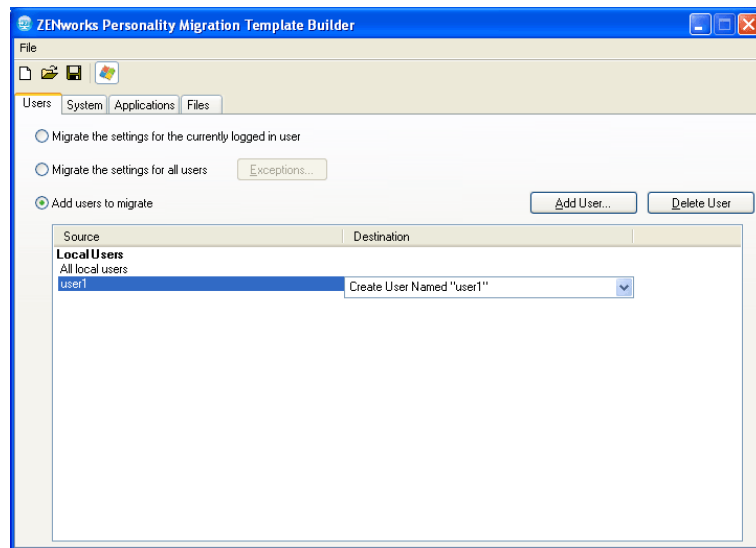 ZENworks Personality Migration Template Builder
File
Users System Applications Files
Migrate the settings for the currently logged in user
Migrate the settings for all users Exceptions...
Add users to migrate Add User... Delete User
Source Destination
Local Users
All local users
user1 Create User Named "user1"